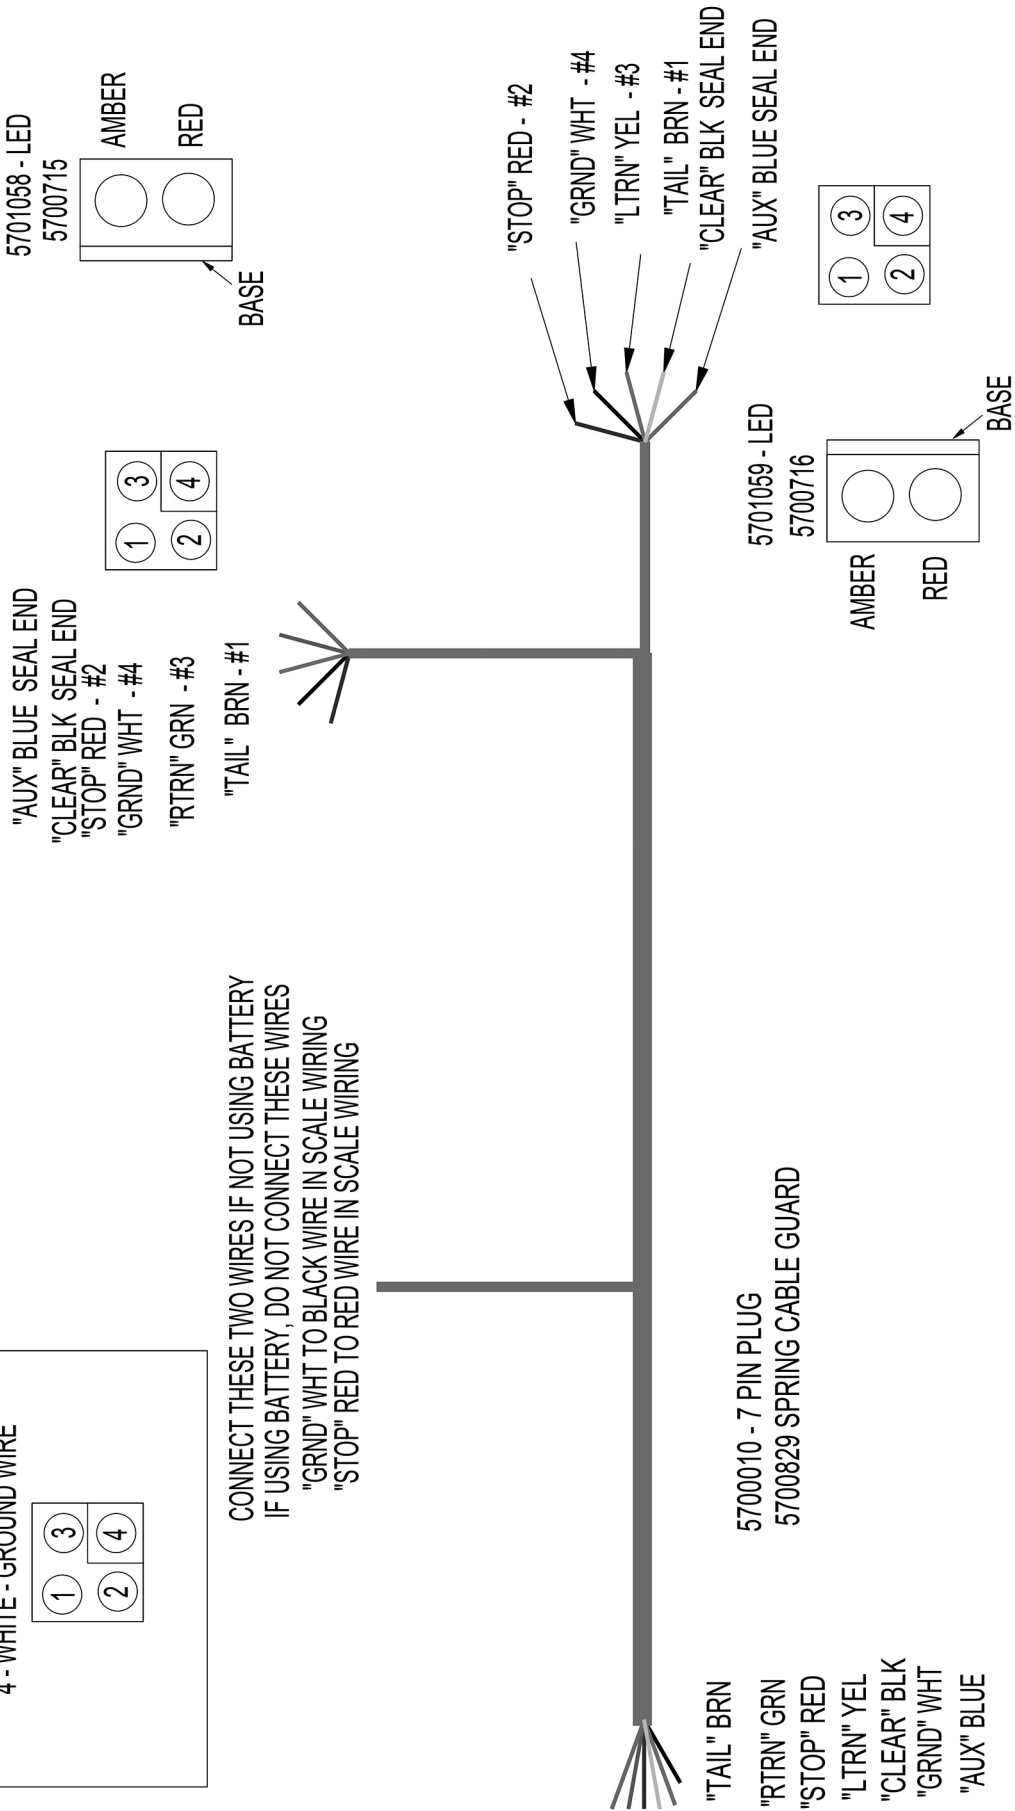 4 - WHITE - GROUND WIRE
1
3
2
4
CONNECT THESE TWO WIRES IF NOT USING BATTERY
IF USING BATTERY, DO NOT CONNECT THESE WIRES
"GRND" WHT TO BLACK WIRE IN SCALE WIRING
"STOP" RED TO RED WIRE IN SCALE WIRING
"AUX" BLUE SEAL END
"CLEAR" BLK SEAL END
"STOP" RED - #2
"GRND" WHT - #4
"RTRN" GRN - #3
"TAIL" BRN - #1
1
3
2
4
5701058 - LED
5700715
AMBER
RED
BASE
"STOP" RED - #2
"GRND" WHT - #4
"LTRN" YEL - #3
"TAIL" BRN - #1
"CLEAR" BLK SEAL END
"AUX" BLUE SEAL END
1
3
2
4
5701059 - LED
5700716
AMBER
RED
BASE
5700010 - 7 PIN PLUG
5700829 SPRING CABLE GUARD
"TAIL" BRN
"RTRN" GRN
"STOP" RED
"LTRN" YEL
"CLEAR" BLK
"GRND" WHT
"AUX" BLUE